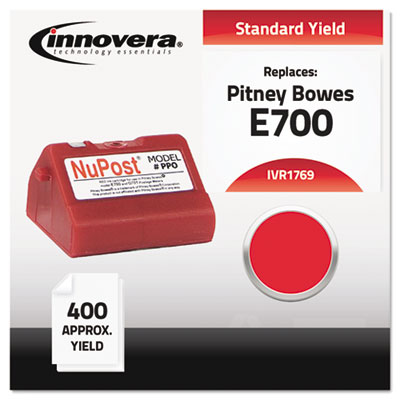 innovera®
technology essentials
Standard Yield
Replaces:
Pitney Bowes
E700
IVR1769
NuPost®
MODEL
# PPO
400
APPROX.
YIELD